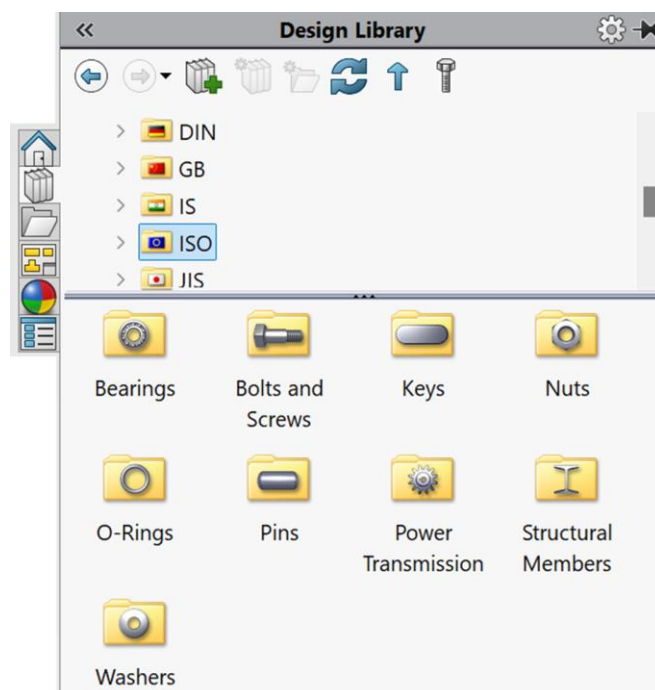 Design Library
DIN
GB
IS
ISO
JIS
Bearings
Bolts and
Screws
Keys
Nuts
O-Rings
Pins
Power
Transmission
Structural
Members
Washers